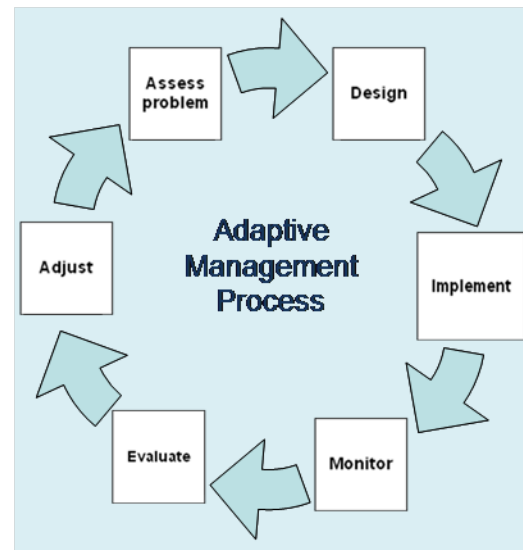 Assess
problem
Design
Adaptive
Management
Process
Adjust
Implement
Evaluate
Monitor